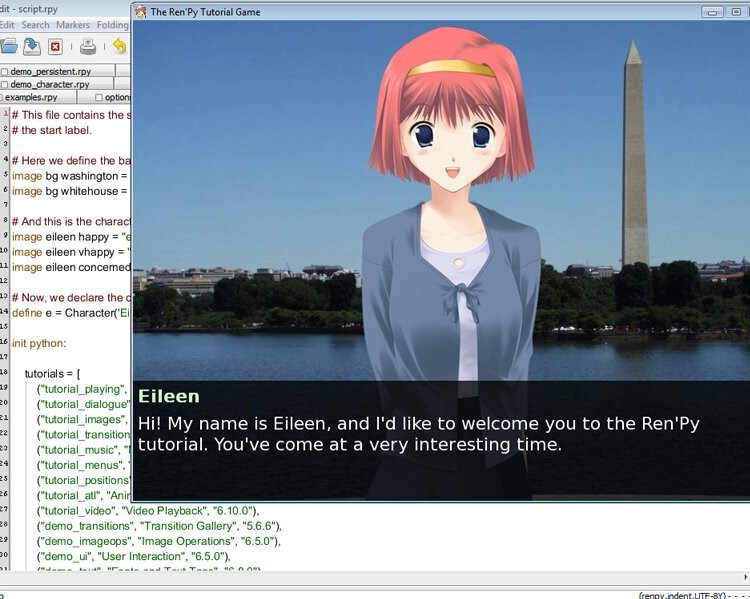 dit - script.rpy
The Ren'Py Tutorial Game
Edit Search Markers Folding
demo_persistent.rpy
demo_character.rpy
examples.rpy option
1 # This file contains the s
2 # the start label.
3
4 # Here we define the ba
5 image bg washington =
6 image bg whitehouse =
7
8 # And this is the charact
9 image eileen happy = "e
10 image eileen vhappy = "
11 image eileen concerned
12
13 # Now, we declare the c
14 define e = Character('Ei
15
16 init python:
17
18 tutorials = [
19 ("tutorial_playing",
20 ("tutorial_dialogue"
21 ("tutorial_images",
22 ("tutorial_transition
23 ("tutorial_music",
24 ("tutorial_menus",
25 ("tutorial_positions
26 ("tutorial_atl", "Anir
27 ("tutorial_video", "Video Playback", "6.10.0"),
28 ("demo_transitions", "Transition Gallery", "5.6.6"),
29 ("demo_imageops", "Image Operations", "6.5.0"),
30 ("demo_ui", "User Interaction", "6.5.0"),
Eileen
Hi! My name is Eileen, and I'd like to welcome you to the Ren'Py
tutorial. You've come at a very interesting time.
(renpy,indent,UTF-8Y) - - - -